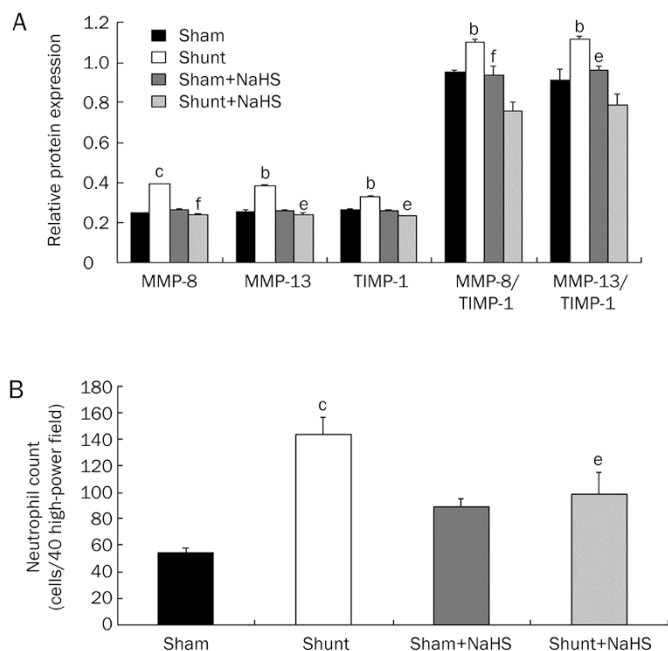 A
Relative protein expression
1.2
1.0
0.8
0.6
0.4
0.2
0
Sham
Shunt
Sham+NaHS
Shunt+NaHS
c
f
b
e
b
e
b
f
b
e
MMP-8
MMP-13
TIMP-1
MMP-8/
TIMP-1
MMP-13/
TIMP-1
B
Neutrophil count
(cells/40 high-power field)
180
160
140
120
100
80
60
40
20
0
c
e
Sham
Shunt
Sham+NaHS
Shunt+NaHS